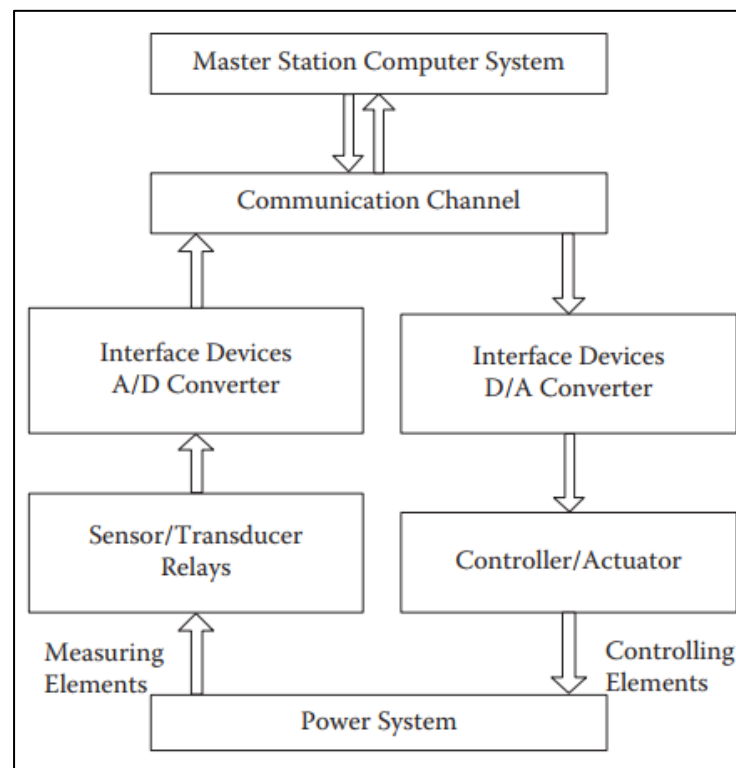 Master Station Computer System
Communication Channel
Interface Devices
A/D Converter
Interface Devices
D/A Converter
Sensor/Transducer
Relays
Controller/Actuator
Measuring
Elements
Controlling
Elements
Power System